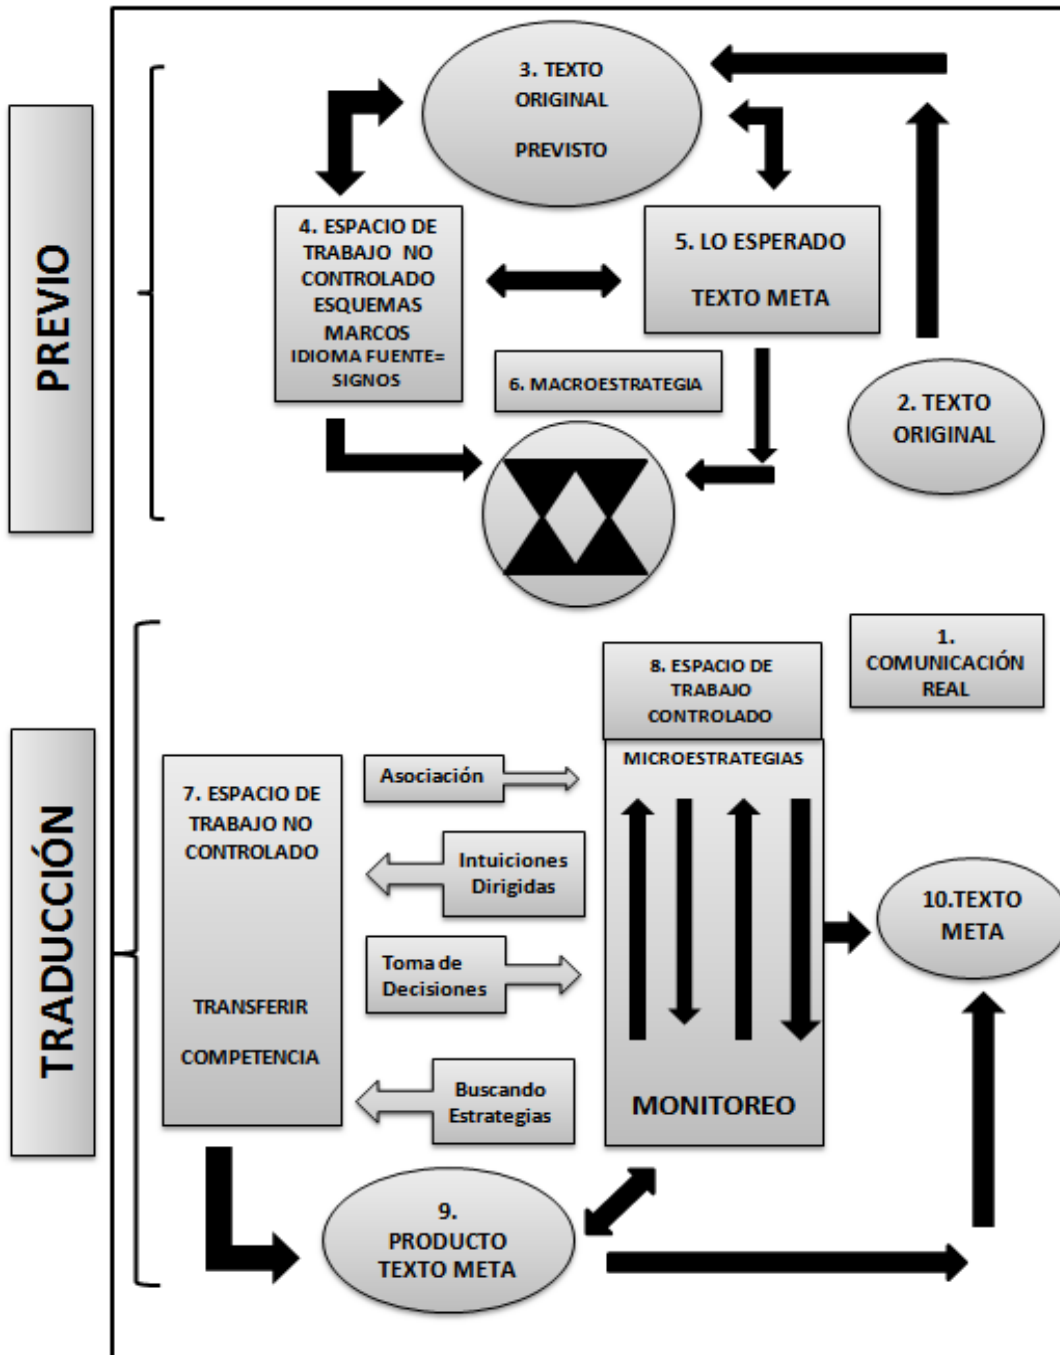 PREVIO
3. TEXTO
ORIGINAL
PREVISTO
4. ESPACIO DE
TRABAJO NO
CONTROLADO
ESQUEMAS
MARCOS
IDIOMA FUENTE=
SIGNOS
5. LO ESPERADO
TEXTO META
6. MACROESTRATEGIA
2. TEXTO
ORIGINAL
TRADUCCIÓN
1.
COMUNICACIÓN
REAL
8. ESPACIO DE
TRABAJO
CONTROLADO
MICROESTRATEGIAS
MONITOREO
7. ESPACIO DE
TRABAJO NO
CONTROLADO
TRANSFERIR
COMPETENCIA
Asociación
Intuiciones
Dirigidas
Toma de
Decisiones
Buscando
Estrategias
10.TEXTO
META
9.
PRODUCTO
TEXTO META